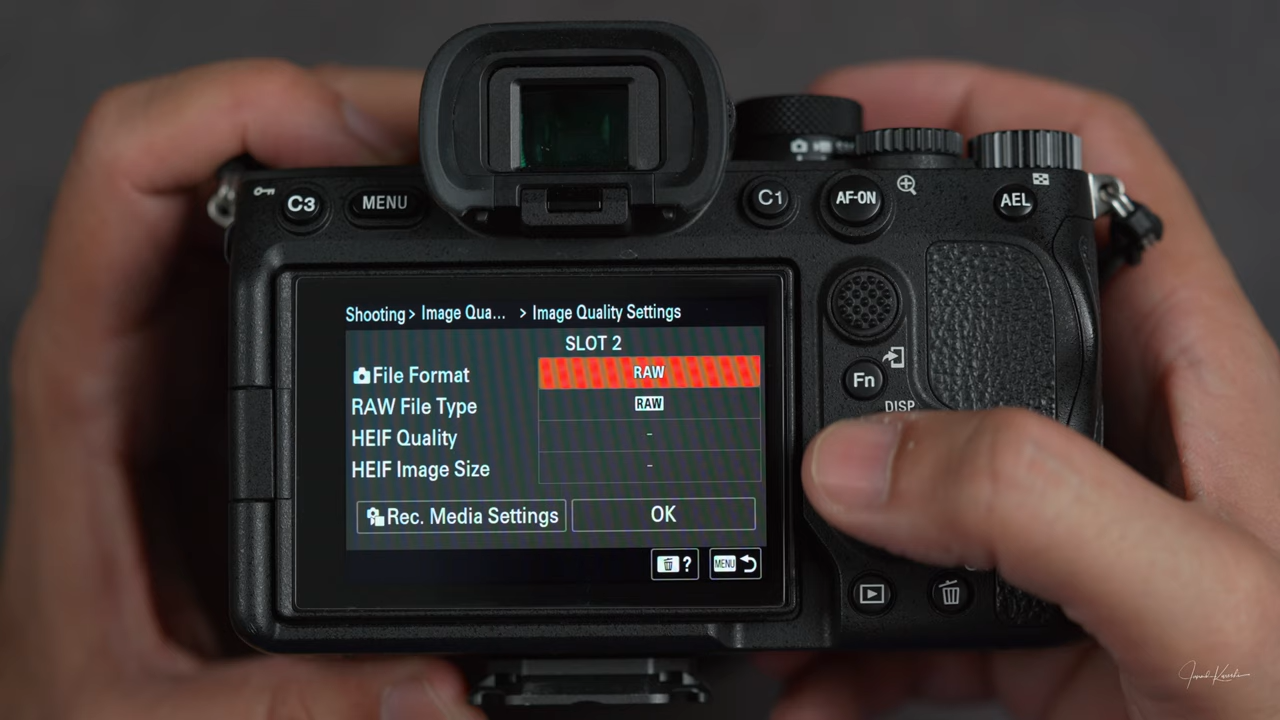 C3
MENU
C1
AF-ON
AEL
Shooting > Image Qua... > Image Quality Settings
SLOT 2
File Format RAW
RAW File Type RAW
HEIF Quality -
HEIF Image Size -
Rec. Media Settings OK
? MENU
Fn
DISP